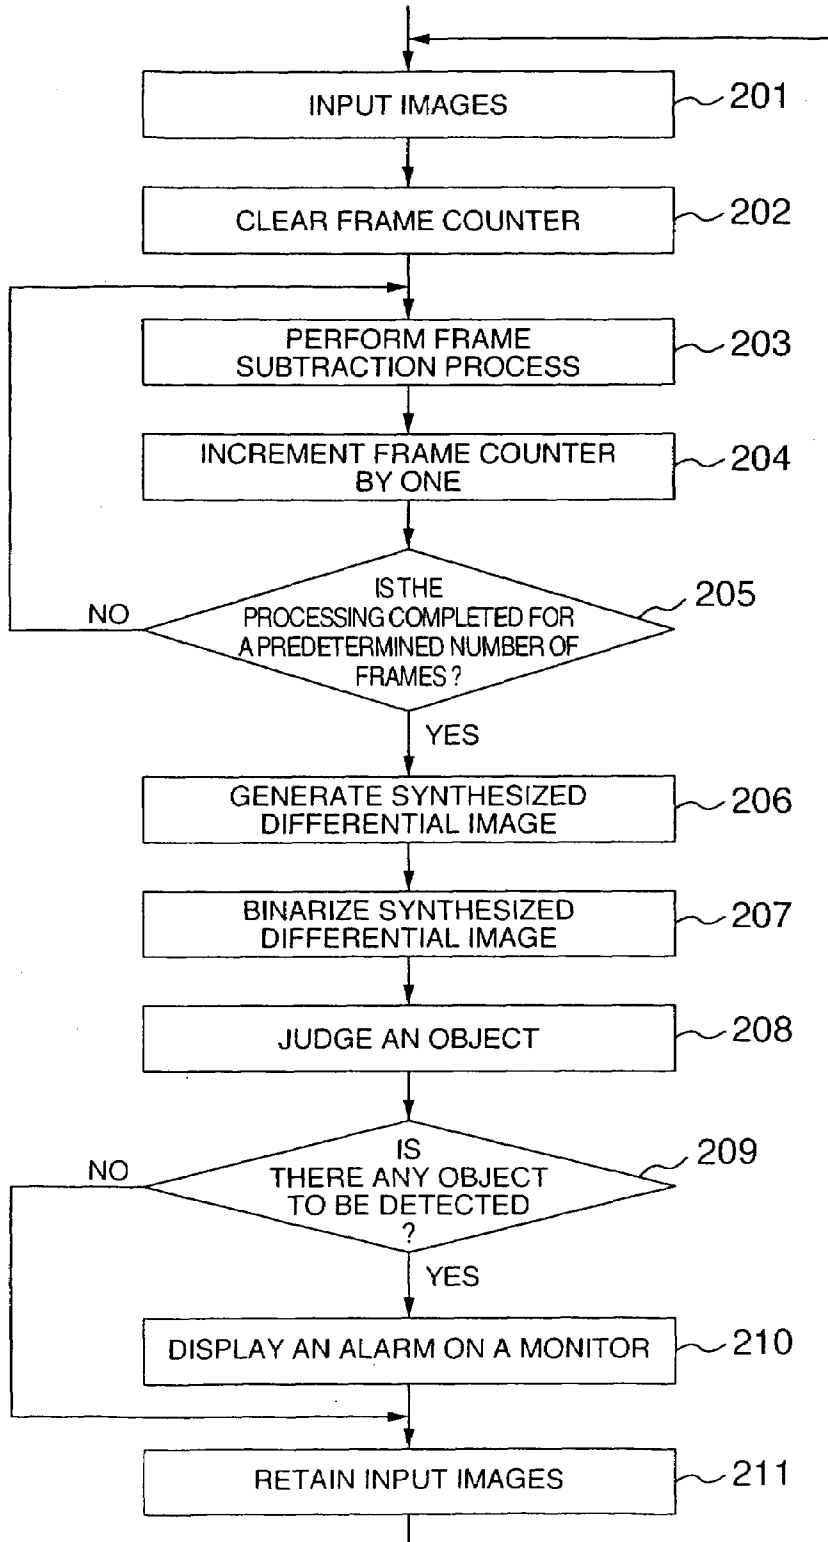 INPUT IMAGES
201
CLEAR FRAME COUNTER
202
PERFORM FRAME
SUBTRACTION PROCESS
203
INCREMENT FRAME COUNTER
BY ONE
204
IS THE
PROCESSING COMPLETED FOR
A PREDETERMINED NUMBER OF
FRAMES ?
205
NO
YES
GENERATE SYNTHESIZED
DIFFERENTIAL IMAGE
206
BINARIZE SYNTHESIZED
DIFFERENTIAL IMAGE
207
JUDGE AN OBJECT
208
IS
THERE ANY OBJECT
TO BE DETECTED
?
209
NO
YES
DISPLAY AN ALARM ON A MONITOR
210
RETAIN INPUT IMAGES
211